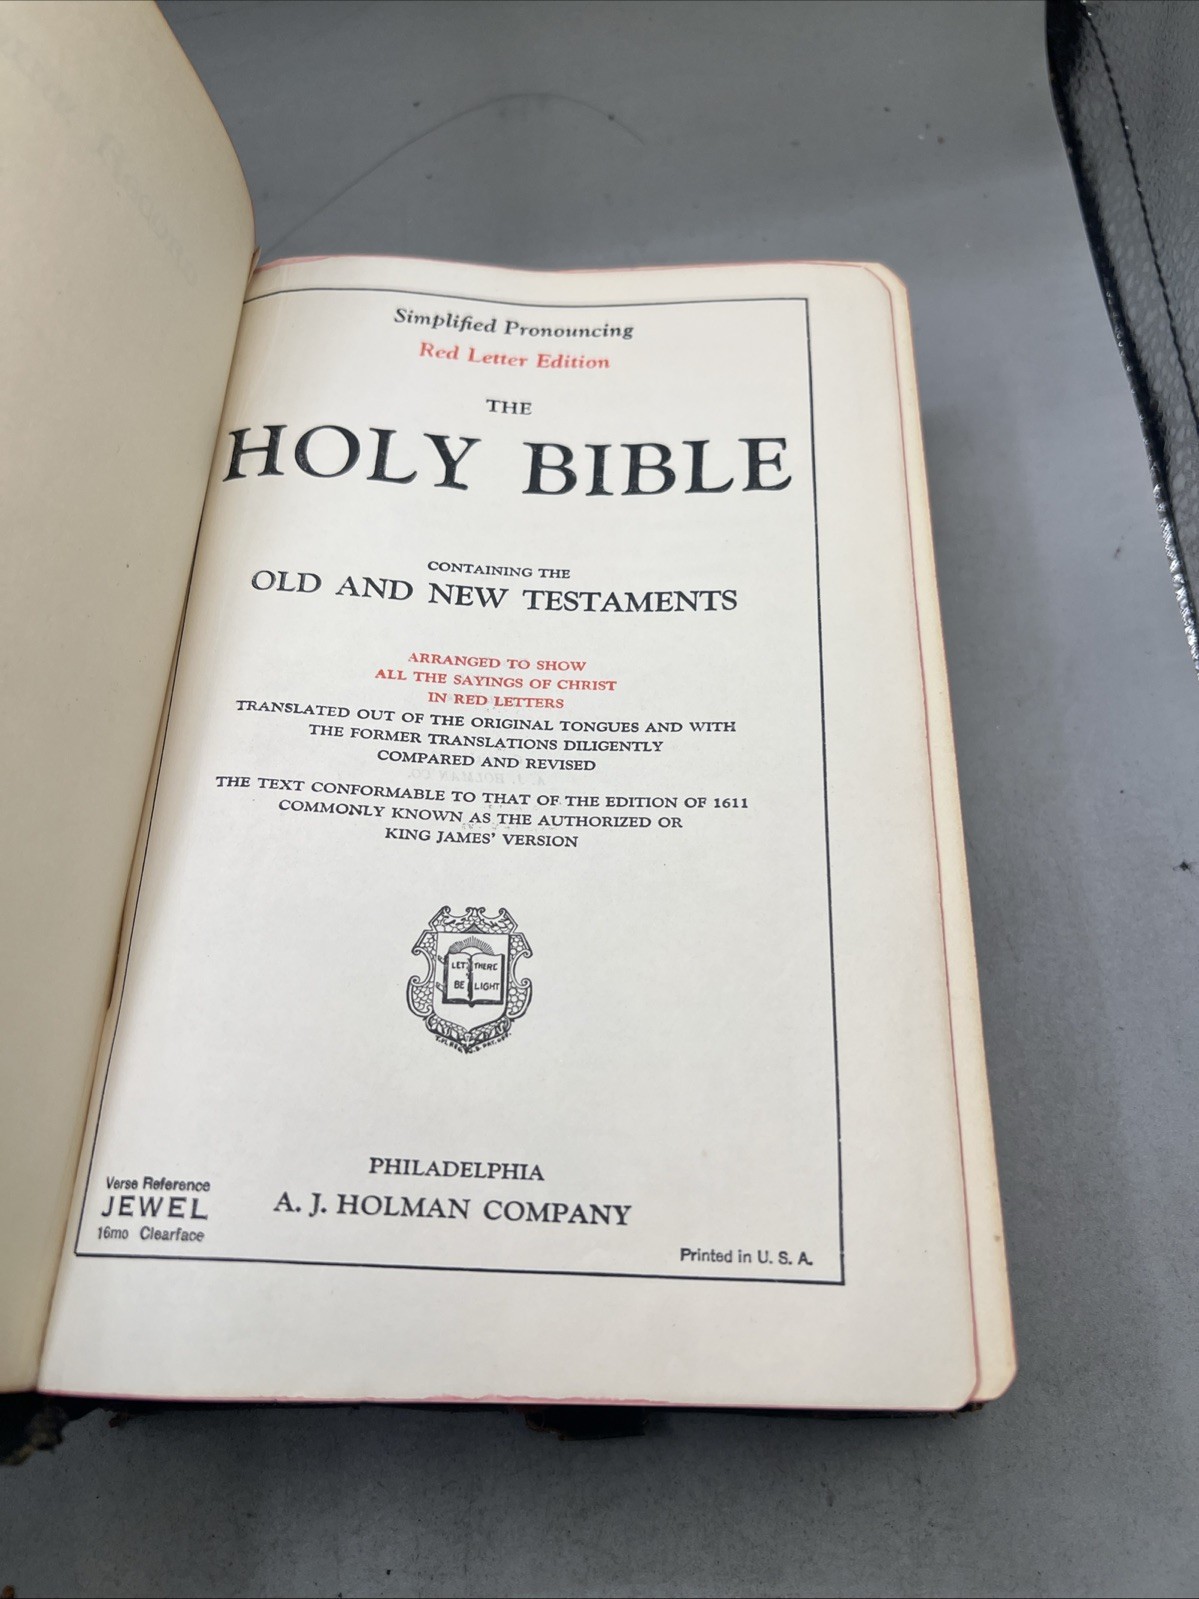 Simplified Pronouncing
Red Letter Edition
THE
HOLY BIBLE
CONTAINING THE
OLD AND NEW TESTAMENTS
ARRANGED TO SHOW
ALL THE SAYINGS OF CHRIST
IN RED LETTERS
TRANSLATED OUT OF THE ORIGINAL TONGUES AND WITH
THE FORMER TRANSLATIONS DILIGENTLY
COMPARED AND REVISED
THE TEXT CONFORMABLE TO THAT OF THE EDITION OF 1611
COMMONLY KNOWN AS THE AUTHORIZED OR
KING JAMES' VERSION
LET THERE
BE LIGHT
PHILADELPHIA
A. J. HOLMAN COMPANY
Verse Reference
JEWEL
16mo Clearface
Printed in U. S. A.